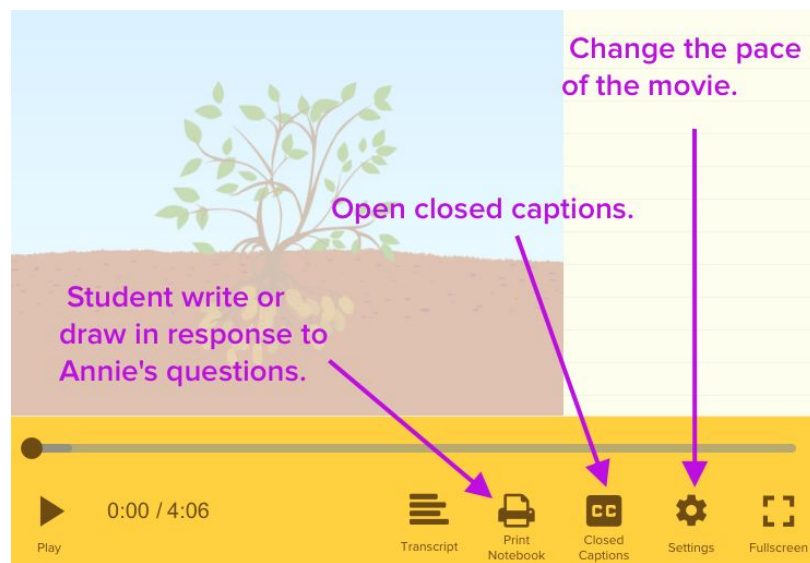 Change the pace
of the movie.
Open closed captions.
Student write or
draw in response to
Annie's questions.
0:00 / 4:06
CC
Play
Transcript
Print
Notebook
Closed
Captions
Settings
Fullscreen